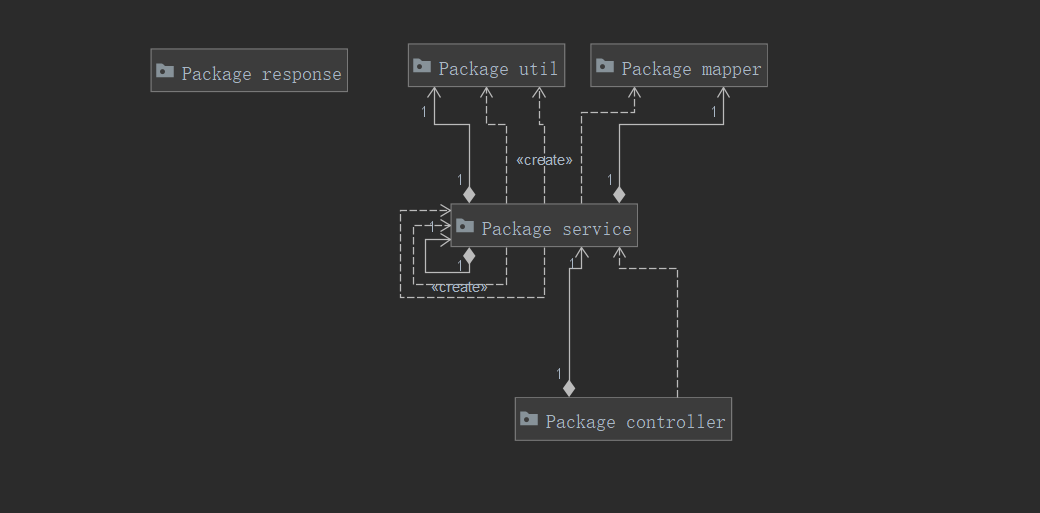 Package response
Package util
Package mapper
1
1
«create»
1
1
Package service
1
1
1
«create»
1
Package controller